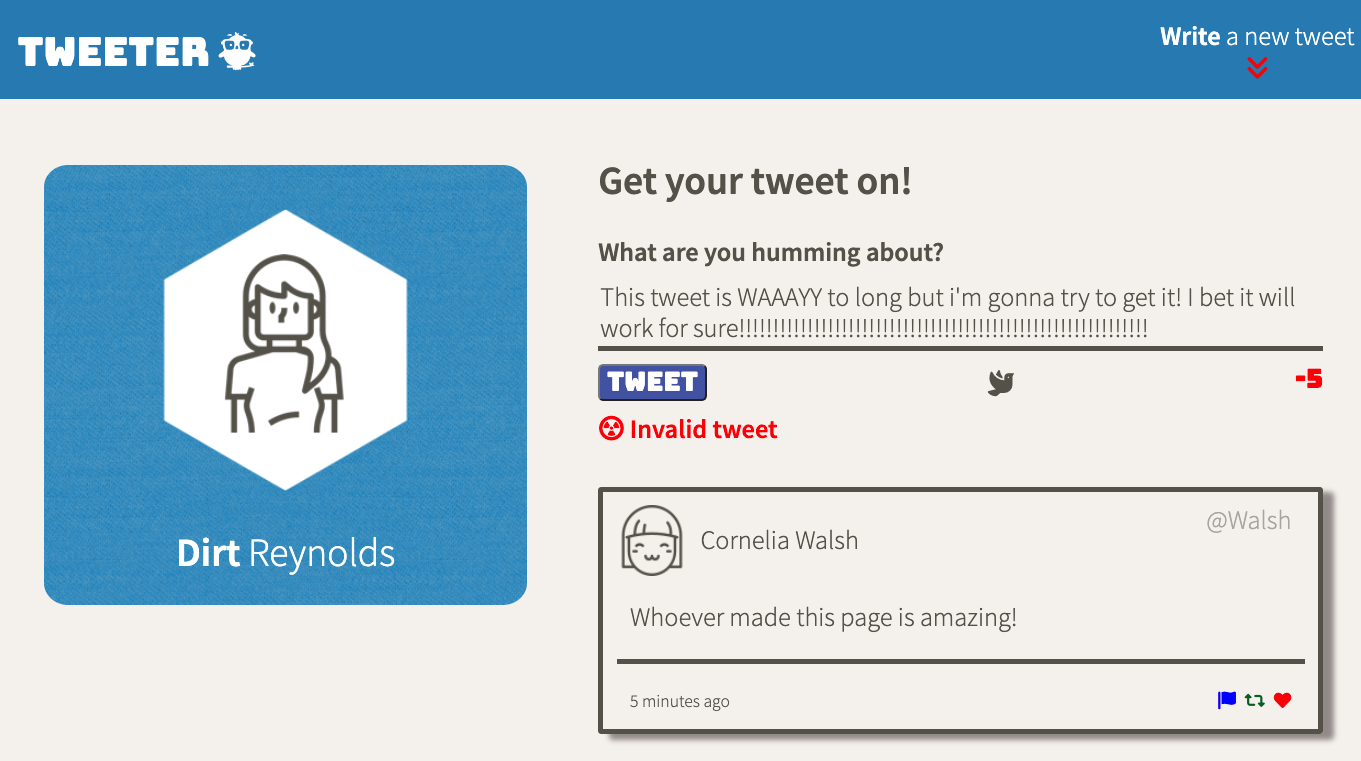 TWEETER
Write a new tweet
Dirt Reynolds
Get your tweet on!
What are you humming about?
This tweet is WAAAYY to long but i'm gonna try to get it! I bet it will
work for sure!!!!!!!!!!!!!!!!!!!!!!!!!!!!!!!!!!!!!!!!!!!!!!!!!!!!!!!!!!!!
TWEET
-5
Invalid tweet
Cornelia Walsh
@Walsh
Whoever made this page is amazing!
5 minutes ago